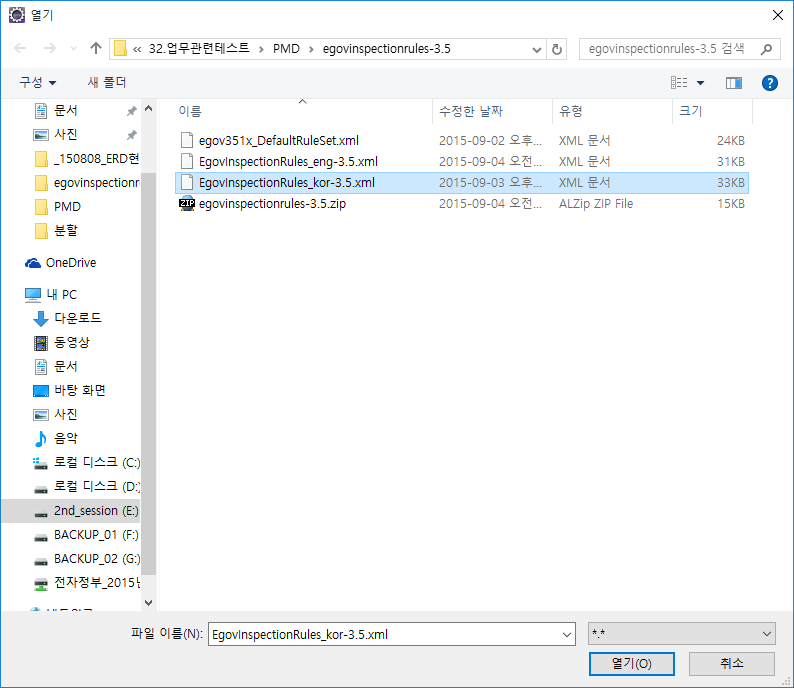 열기
« 32.업무관련테스트 > PMD > egovinspectionrules-3.5
egovinspectionrules-3.5 검색
구성 새 폴더
문서
사진
_150808_ERD현
egovinspectionr
PMD
분할
OneDrive
내 PC
다운로드
동영상
문서
바탕 화면
사진
음악
로컬 디스크 (C:)
로컬 디스크 (D:)
2nd_session (E:)
BACKUP_01 (F:)
BACKUP_02 (G:)
전자정부_2015년
이름 수정한 날짜 유형 크기
egov351x_DefaultRuleSet.xml 2015-09-02 오후... XML 문서 24KB
EgovInspectionRules_eng-3.5.xml 2015-09-04 오전... XML 문서 31KB
EgovInspectionRules_kor-3.5.xml 2015-09-03 오후... XML 문서 33KB
ZIP egovinspectionrules-3.5.zip 2015-09-04 오전... ALZip ZIP File 15KB
파일 이름(N): EgovInspectionRules_kor-3.5.xml *.*
열기(O) 취소